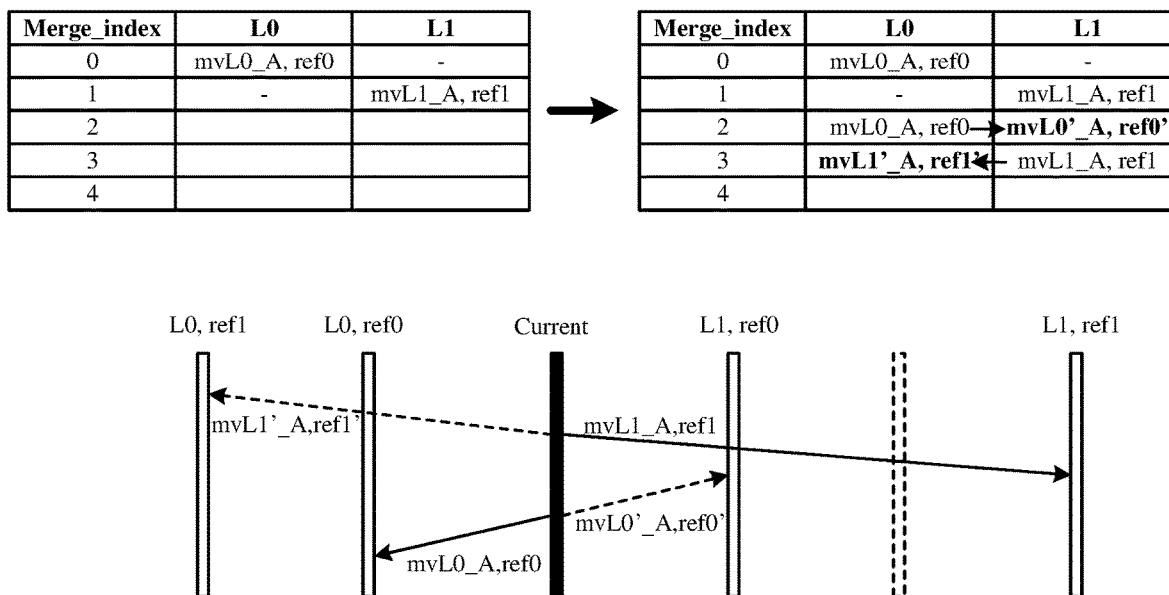 Merge_index L0 L1
0 mvL0_A, ref0 -
1 - mvL1_A, ref1
2
3
4
Merge_index L0 L1
0 mvL0_A, ref0 -
1 - mvL1_A, ref1
2 mvL0_A, ref0 mvL0'_A, ref0'
3 mvL1'_A, ref1' mvL1_A, ref1
4
L0, ref1 L0, ref0 Current L1, ref0 L1, ref1
mvL1'_A,ref1' mvL1_A,ref1
mvL0'_A,ref0'
mvL0_A,ref0